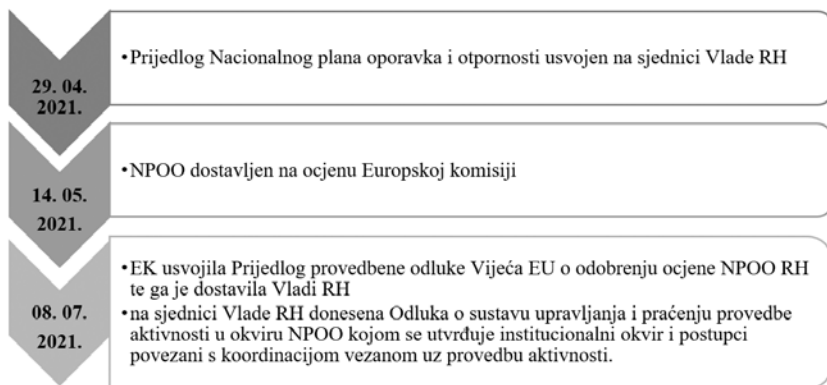 29. 04.
2021.
•Prijedlog Nacionalnog plana oporavka i otpornosti usvojen na sjednici Vlade RH
14. 05.
2021.
•NPOO dostavljen na ocjenu Europskoj komisiji
08. 07.
2021.
•EK usvojila Prijedlog provedbene odluke Vijeća EU o odobrenju ocjene NPOO RH
te ga je dostavila Vladi RH
•na sjednici Vlade RH donesena Odluka o sustavu upravljanja i praćenju provedbe
aktivnosti u okviru NPOO kojom se utvrđuje institucionalni okvir i postupci
povezani s koordinacijom vezanom uz provedbu aktivnosti.